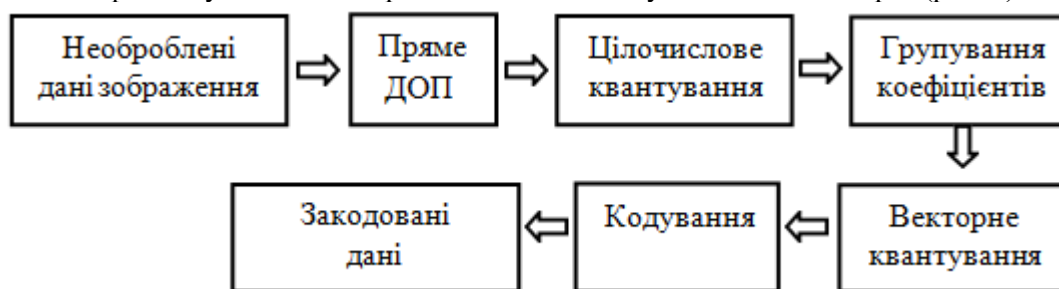 Необроблені
дані зображення
Пряме
ДОП
Цілочислове
квантування
Групування
коефіцієнтів
Векторне
квантування
Кодування
Закодовані
дані